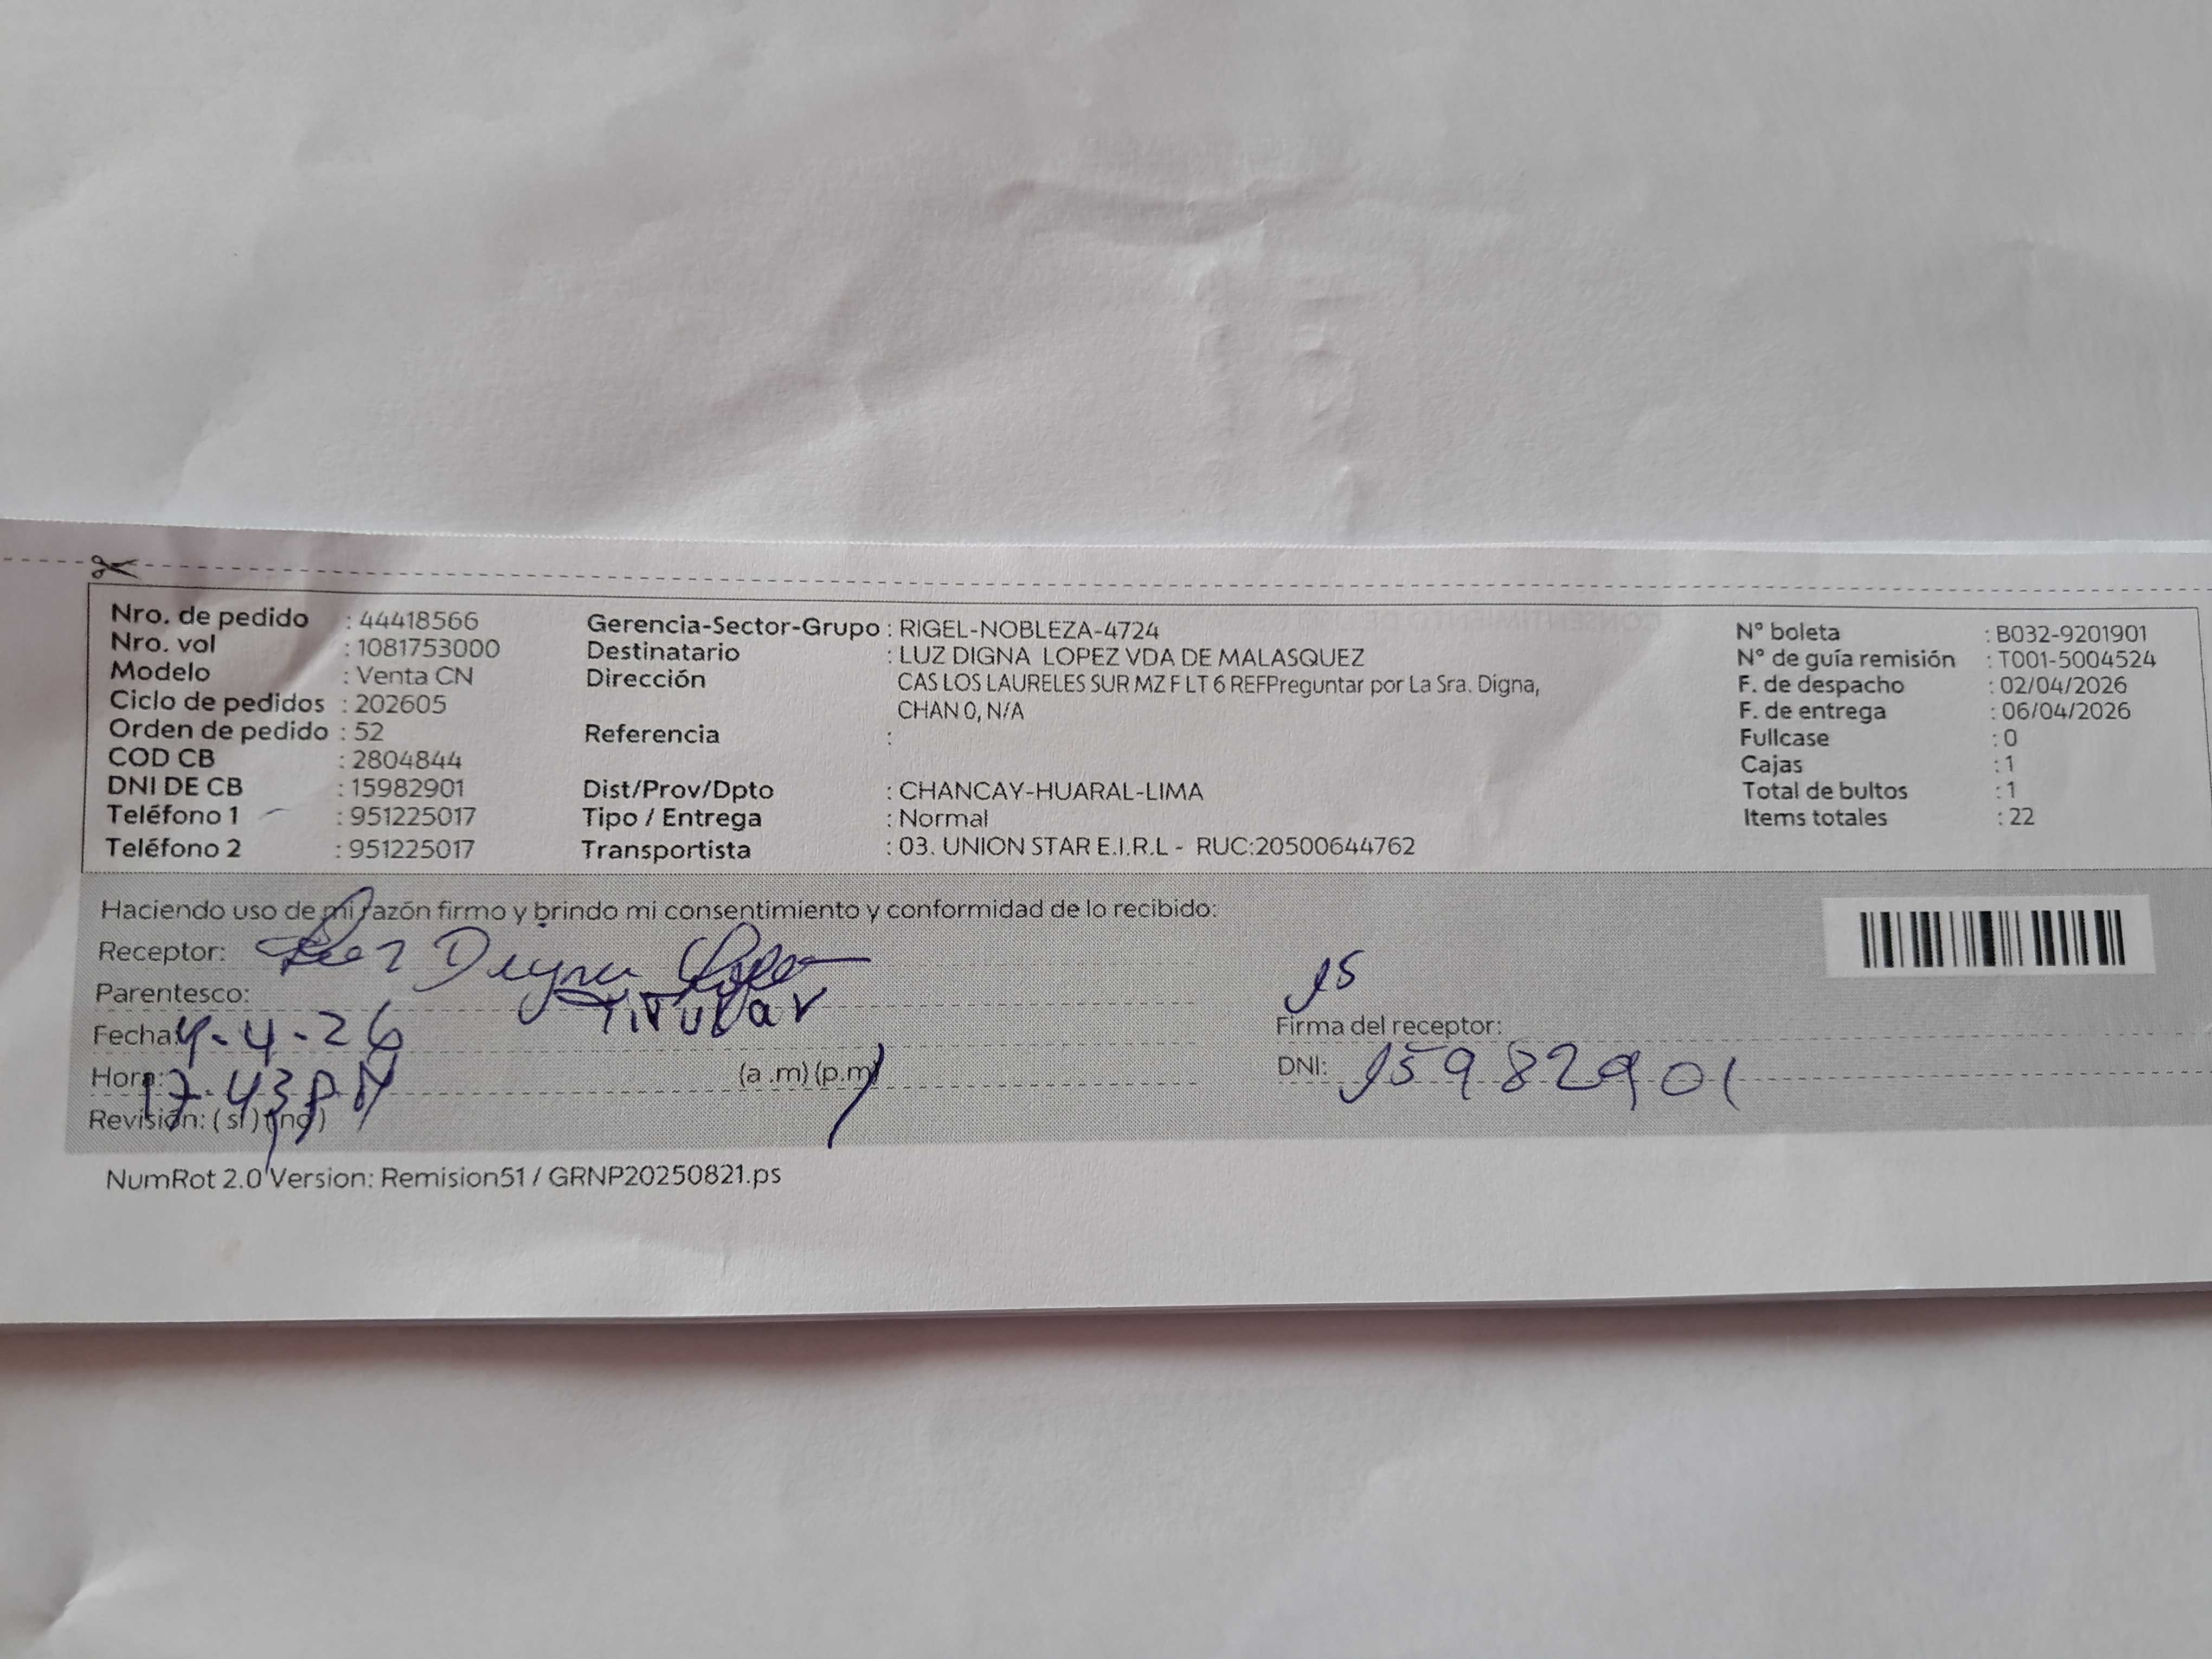 Nro. de pedido : 44418566
Nro. vol : 1081753000
Modelo : Venta CN
Ciclo de pedidos : 202605
Orden de pedido : 52
COD CB : 2804844
DNI DE CB : 15982901
Teléfono 1 : 951225017
Teléfono 2 : 951225017
Gerencia-Sector-Grupo : RIGEL-NOBLEZA-4724
Destinatario : LUZ DIGNA LOPEZ VDA DE MALASQUEZ
Dirección CAS LOS LAURELES SUR MZ F LT 6 REFPreguntar por La Sra. Digna,
CHAN 0, N/A
Referencia :
Dist/Prov/Dpto : CHANCAY-HUARAL-LIMA
Tipo / Entrega : Normal
Transportista : 03. UNION STAR E.I.R.L - RUC:20500644762
N° boleta : B032-9201901
N° de guía remisión : T001-5004524
F. de despacho : 02/04/2026
F. de entrega : 06/04/2026
Fullcase : 0
Cajas : 1
Total de bultos : 1
Items totales : 22
Haciendo uso de mi razón firmo y brindo mi consentimiento y conformidad de lo recibido:
Receptor: Luz Digna Lopez
Parentesco: Titular
Fecha: 4-26
Hora: 17.43 PM (a .m) (p.m)
Revisión: ( si ) ( no )
15
Firma del receptor:
DNI: 15982901
NumRot 2.0 Version: Remision51 / GRNP20250821.ps